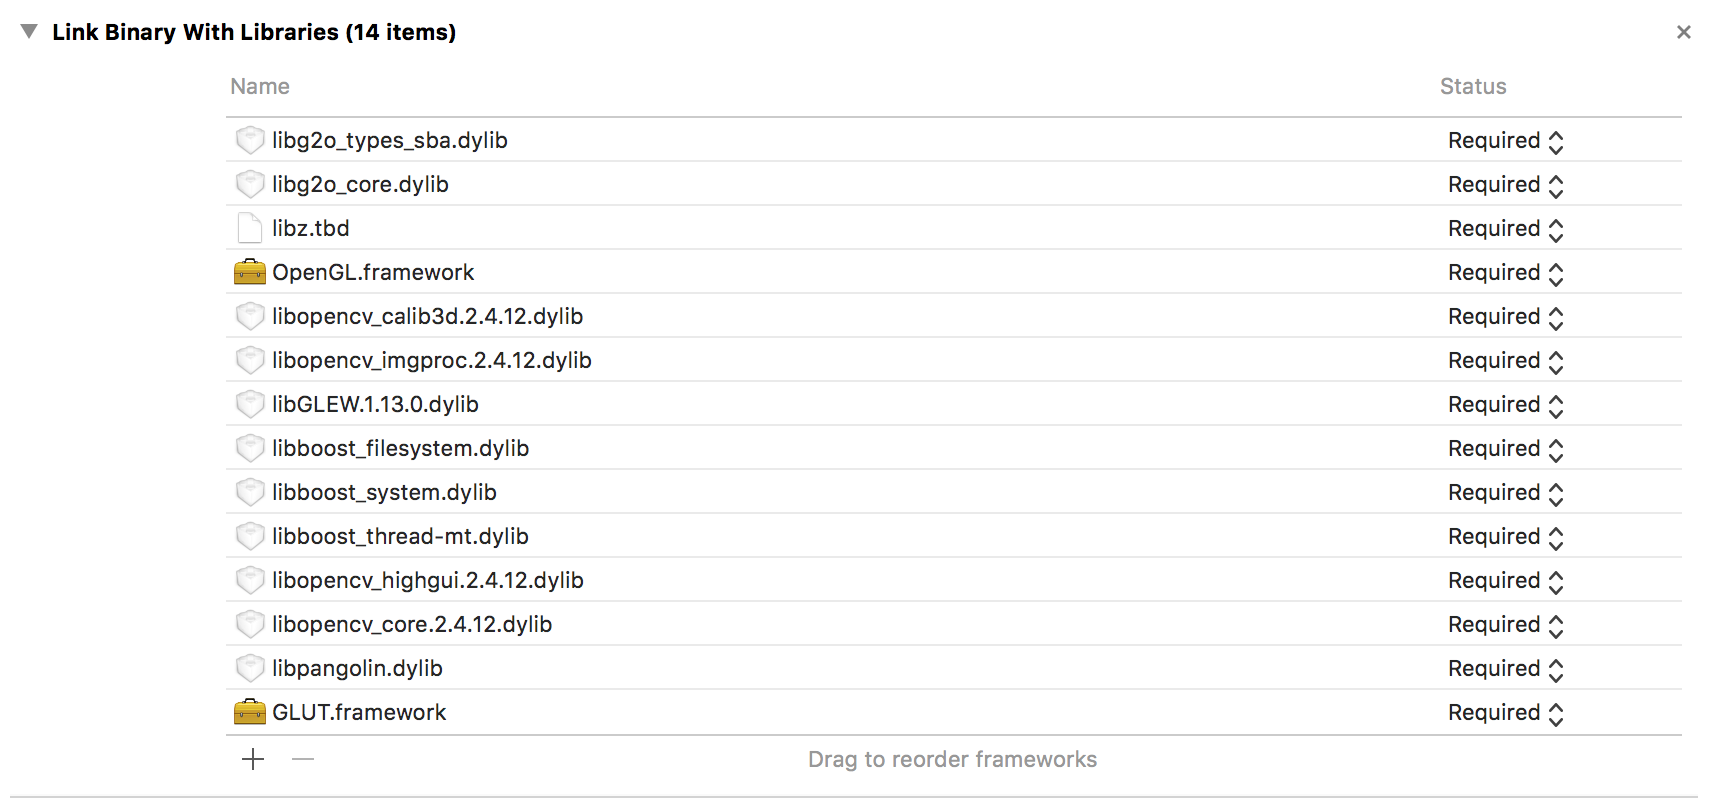 Link Binary With Libraries (14 items)
Name Status
libg2o_types_sba.dylib Required
libg2o_core.dylib Required
libz.tbd Required
OpenGL.framework Required
libopencv_calib3d.2.4.12.dylib Required
libopencv_imgproc.2.4.12.dylib Required
libGLEW.1.13.0.dylib Required
libboost_filesystem.dylib Required
libboost_system.dylib Required
libboost_thread-mt.dylib Required
libopencv_highgui.2.4.12.dylib Required
libopencv_core.2.4.12.dylib Required
libpangolin.dylib Required
GLUT.framework Required
Drag to reorder frameworks